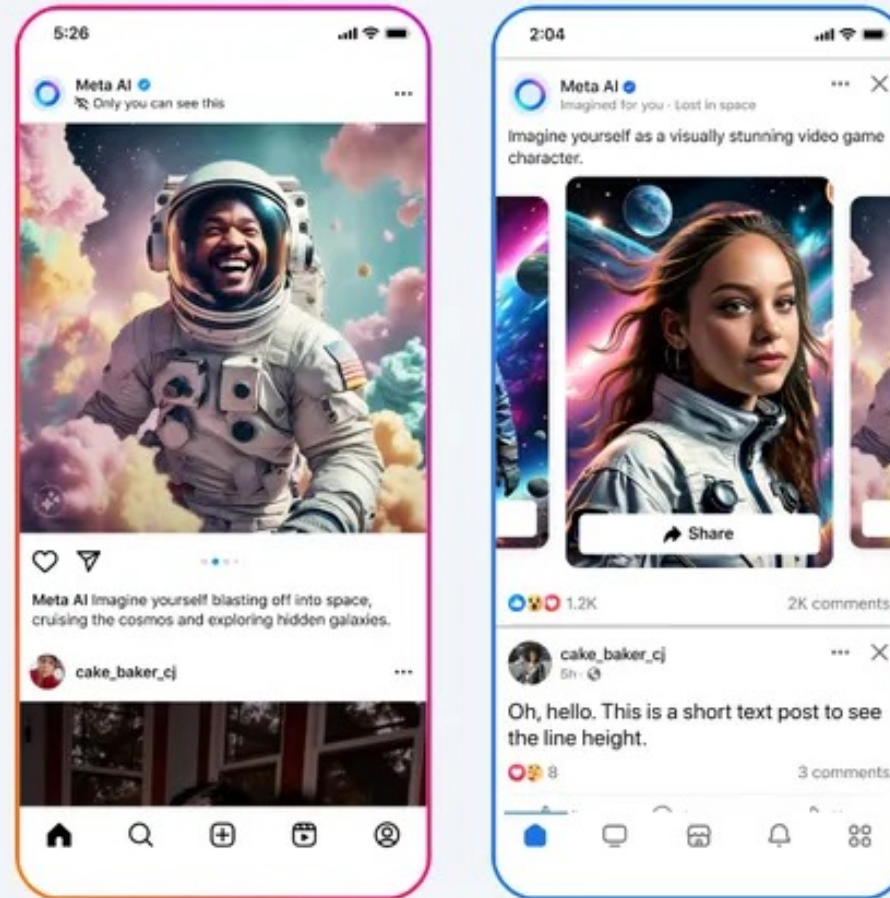 5:26
Meta AI
Only you can see this
Meta AI Imagine yourself blasting off into space,
cruising the cosmos and exploring hidden galaxies.
cake_baker_cj
2:04
Meta AI
Imagined for you · Lost in space
Imagine yourself as a visually stunning video game
character.
Share
1.2K
2K comments
cake_baker_cj
5h ·
Oh, hello. This is a short text post to see
the line height.
8
3 comments